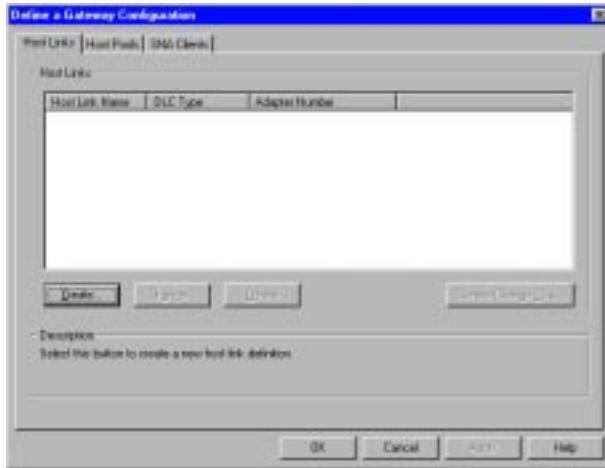 Define a Gateway Configuration
Host Links Host Pools SNA Clients
Host Links
Host Link Name DLC Type Adapter Number
Create...
Description
Select this button to create a new host link definition
OK Cancel Help